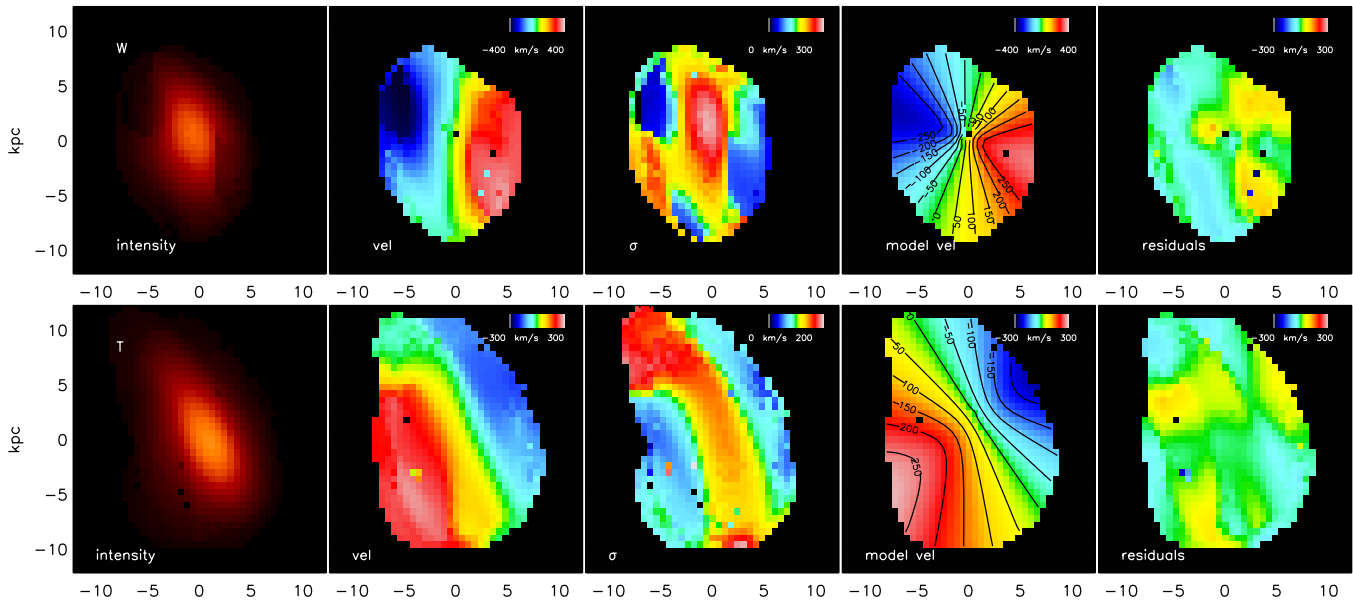 W
T
kpc
10
5
0
−5
−10
kpc
10
5
0
−5
−10
intensity
vel
σ
model vel
residuals
−400 km/s 400
0 km/s 300
−400 km/s 400
−300 km/s 300
−250
−200
−150
−100
−50
0
50
100
150
200
250
−50
−10 −5 0 5 10
−10 −5 0 5 10
−10 −5 0 5 10
−10 −5 0 5 10
−10 −5 0 5 10
intensity
vel
σ
model vel
residuals
−300 km/s 300
0 km/s 200
−300 km/s 300
−300 km/s 300
−50
−100
−150
50
100
150
200
250
−10 −5 0 5 10
−10 −5 0 5 10
−10 −5 0 5 10
−10 −5 0 5 10
−10 −5 0 5 10